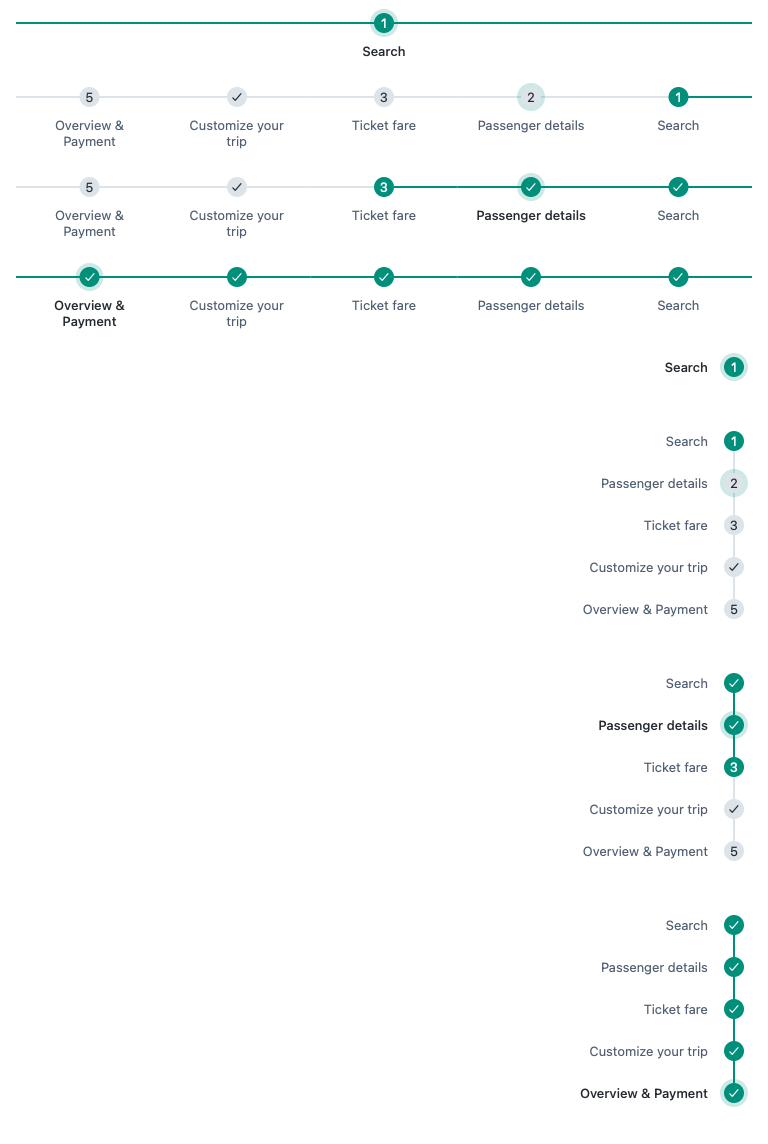 1
Search
5 3 2 1
Overview & Customize your Ticket fare Passenger details Search
Payment trip
5 3
Overview & Customize your Ticket fare Passenger details Search
Payment trip
Overview & Customize your Ticket fare Passenger details Search
Payment trip
Search 1
Search 1
Passenger details 2
Ticket fare 3
Customize your trip
Overview & Payment 5
Search
Passenger details
Ticket fare 3
Customize your trip
Overview & Payment 5
Search
Passenger details
Ticket fare
Customize your trip
Overview & Payment